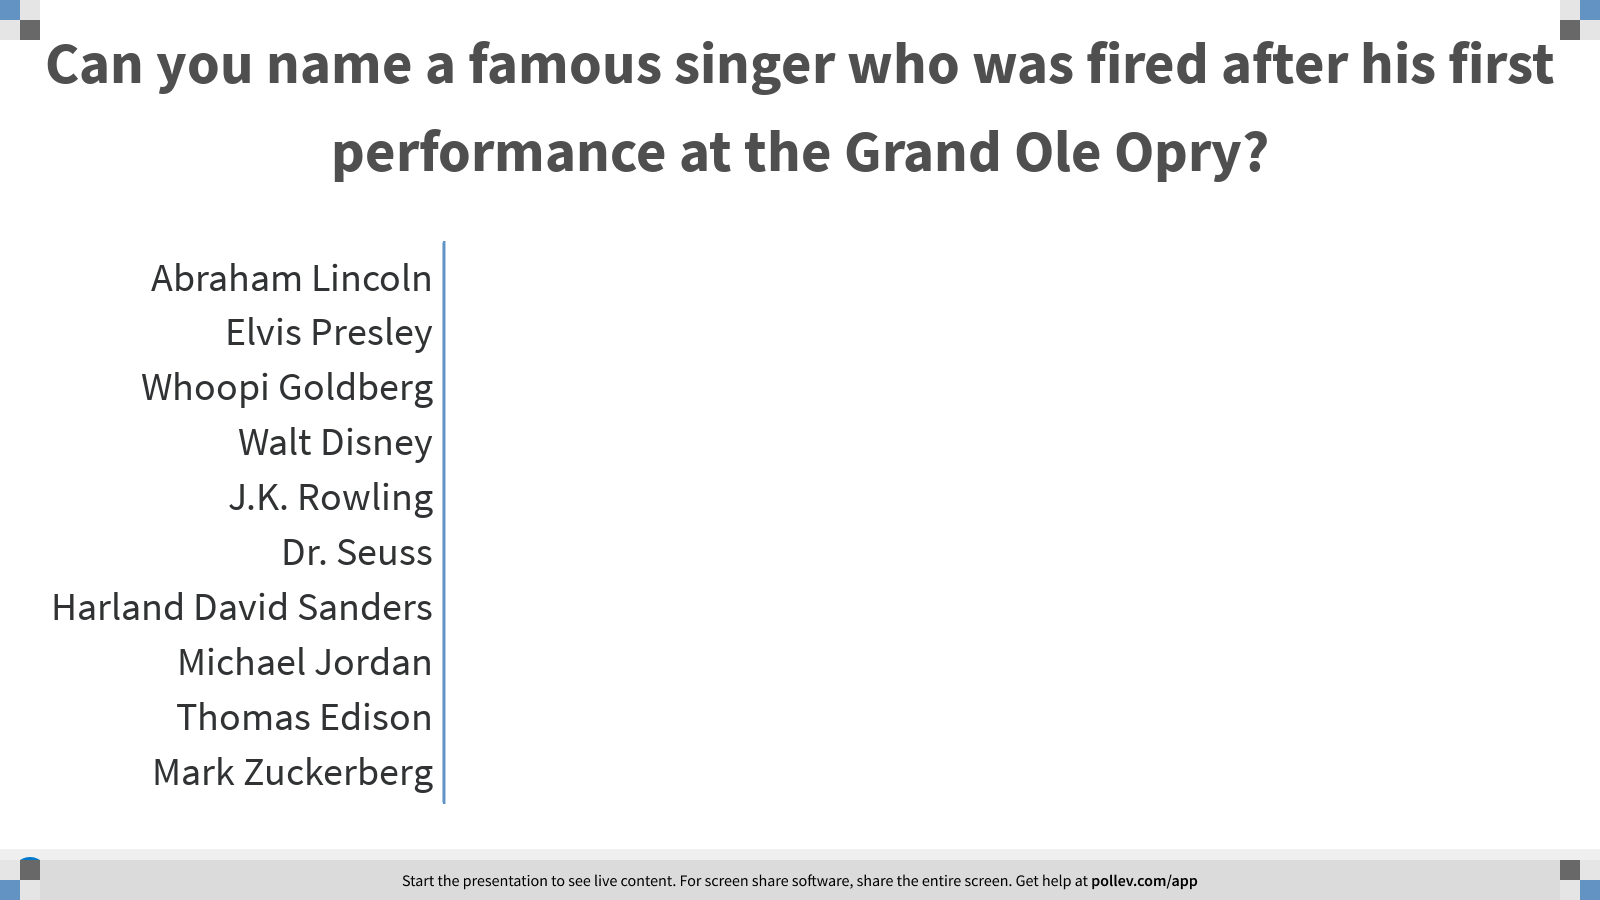 Can you name a famous singer who was fired after his first
performance at the Grand Ole Opry?
Abraham Lincoln
Elvis Presley
Whoopi Goldberg
Walt Disney
J.K. Rowling
Dr. Seuss
Harland David Sanders
Michael Jordan
Thomas Edison
Mark Zuckerberg
Start the presentation to see live content. For screen share software, share the entire screen. Get help at pollev.com/app